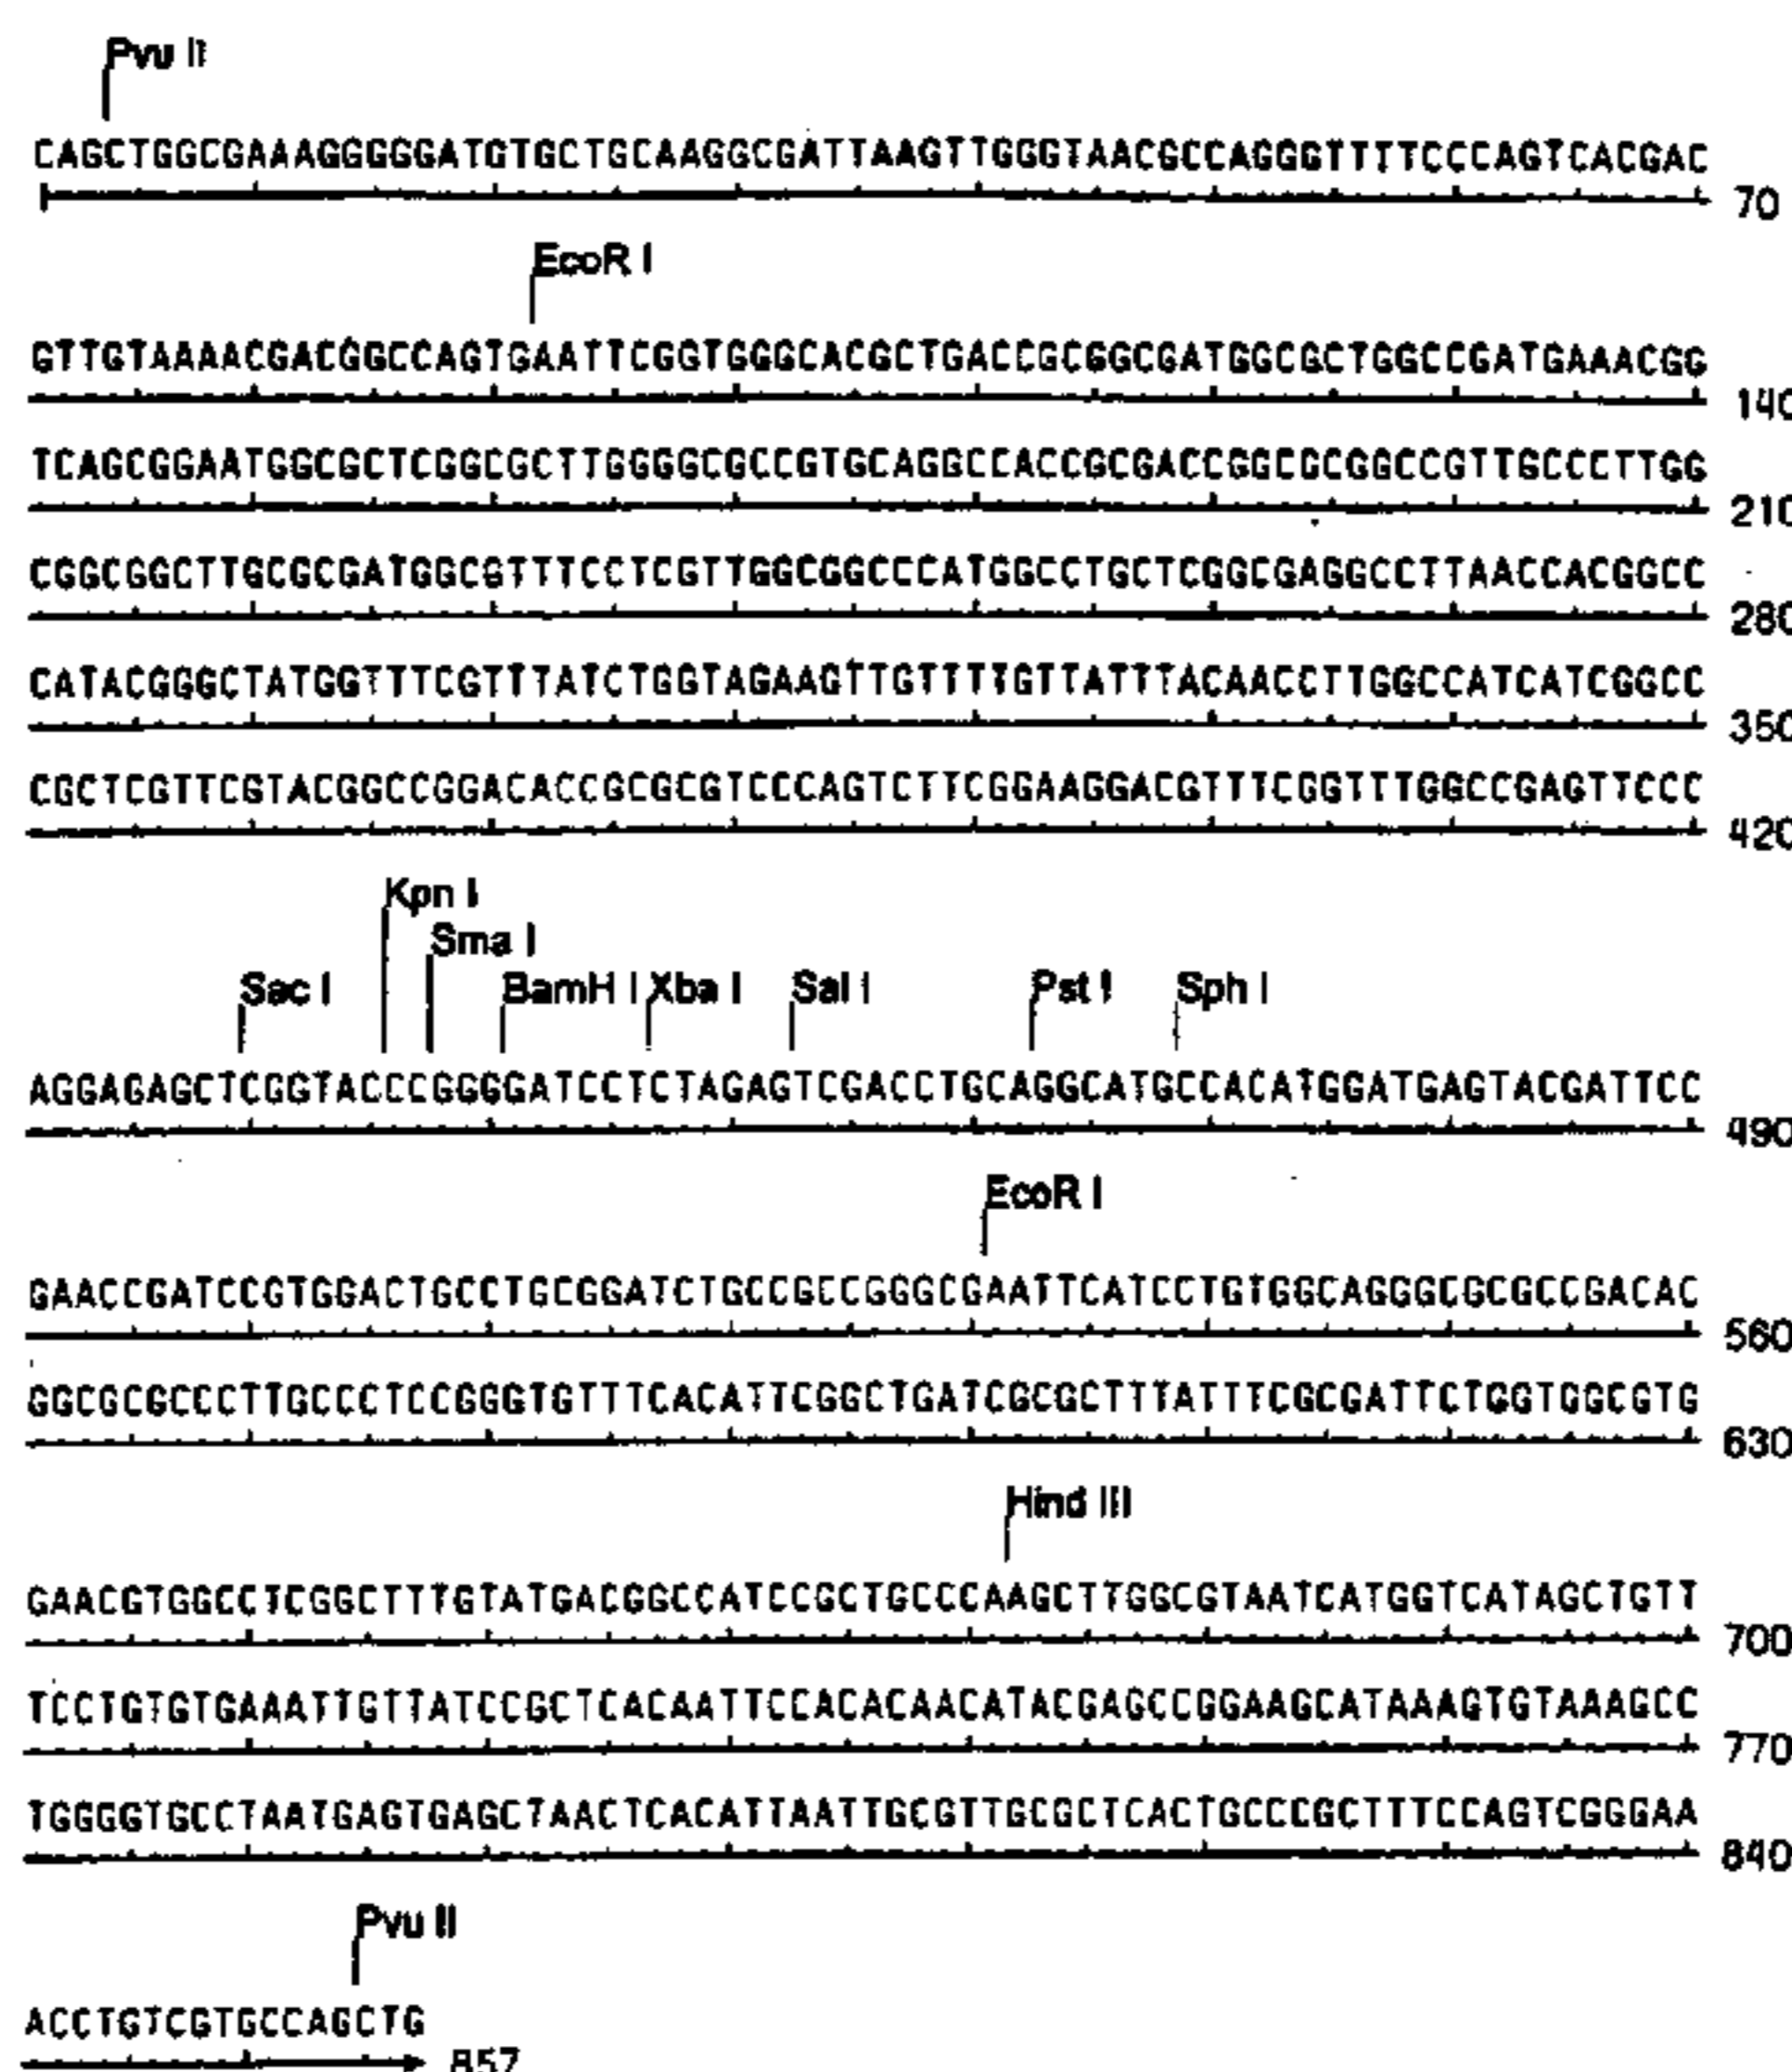 Pvu II
CAGCTGGCGAAAGGGGGATGTGCTGCAAGGCGATTAAGTTGGGTAACGCCAGGGTTTTCCCAGTCACGAC
70
EcoR I
GTTGTAAAACGACGGCCAGTGAATTCGGTGGGCACGCTGACCGCGGCGATGGCGCTGGCCGATGAAACGG
140
TCAGCGGAATGGCGCTCGGCGCTTGGGGCGCCGTGCAGGCCACCGCGACCGGCGCGGCCGTTGCCCTTGG
210
CGGCGGCTTGCGCGATGGCGTTTCCTCGTTGGCGGCCCATGGCCTGCTCGGCGAGGCCTTAACCACGGCC
280
CATACGGGCTATGGTTTCGTTTATCTGGTAGAAGTTGTTTTGTTATTTACAACCTTGGCCATCATCGGCC
350
CGCTCGTTCGTACGGCCGGACACCGCGCGTCCCAGTCTTCGGAAGGACGTTTCGGTTTGGCCGAGTTCCC
420
Kpn I
Sma I
Sac I BamH I Xba I Sal I Pst I Sph I
AGGAGAGCTCGGTACCCGGGGATCCTCTAGAGTCGACCTGCAGGCATGCCACATGGATGAGTACGATTCC
490
EcoR I
GAACCGATCCGTGGACTGCCTGCGGATCTGCCGCCGGGCGAATTCATCCTGTGGCAGGGCGCGCCGACAC
560
GGCGCGCCCTTGCCCTCCGGGTGTTTCACATTCGGCTGATCGCGCTTTATTTCGCGATTCTGGTGGCGTG
630
Hind III
GAACGTGGCCTCGGCTTTGTATGACGGCCATCCGCTGCCCAAGCTTGGCGTAATCATGGTCATAGCTGTT
700
TCCTGTGTGAAATTGTTATCCGCTCACAATTCCACACAACATACGAGCCGGAAGCATAAAGTGTAAAGCC
770
TGGGGTGCCTAATGAGTGAGCTAACTCACATTAATTGCGTTGCGCTCACTGCCCGCTTTCCAGTCGGGAA
840
Pvu II
ACCTGTCGTGCCAGCTG
857